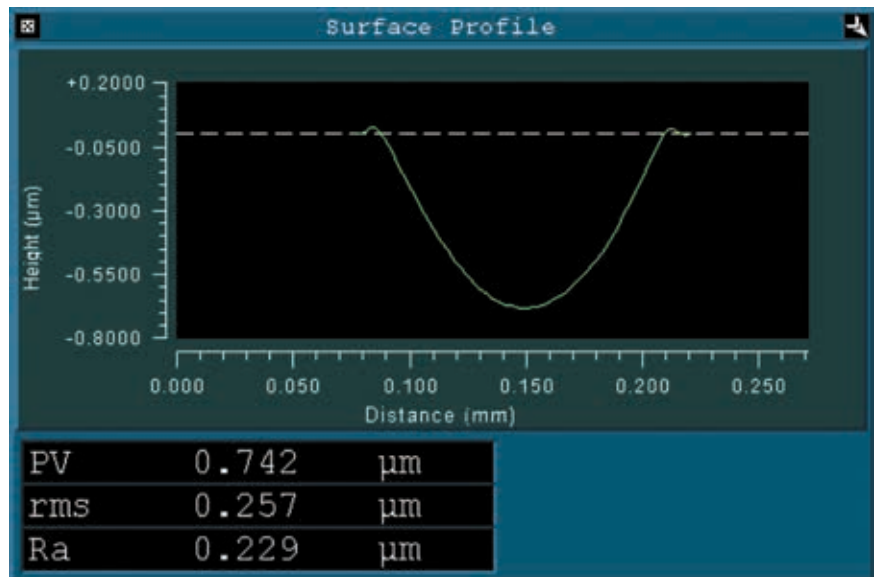 Surface Profile
+0.2000
-0.0500
-0.3000
-0.5500
-0.8000
Height (µm)
0.000 0.050 0.100 0.150 0.200 0.250
Distance (mm)
PV 0.742 µm
rms 0.257 µm
Ra 0.229 µm